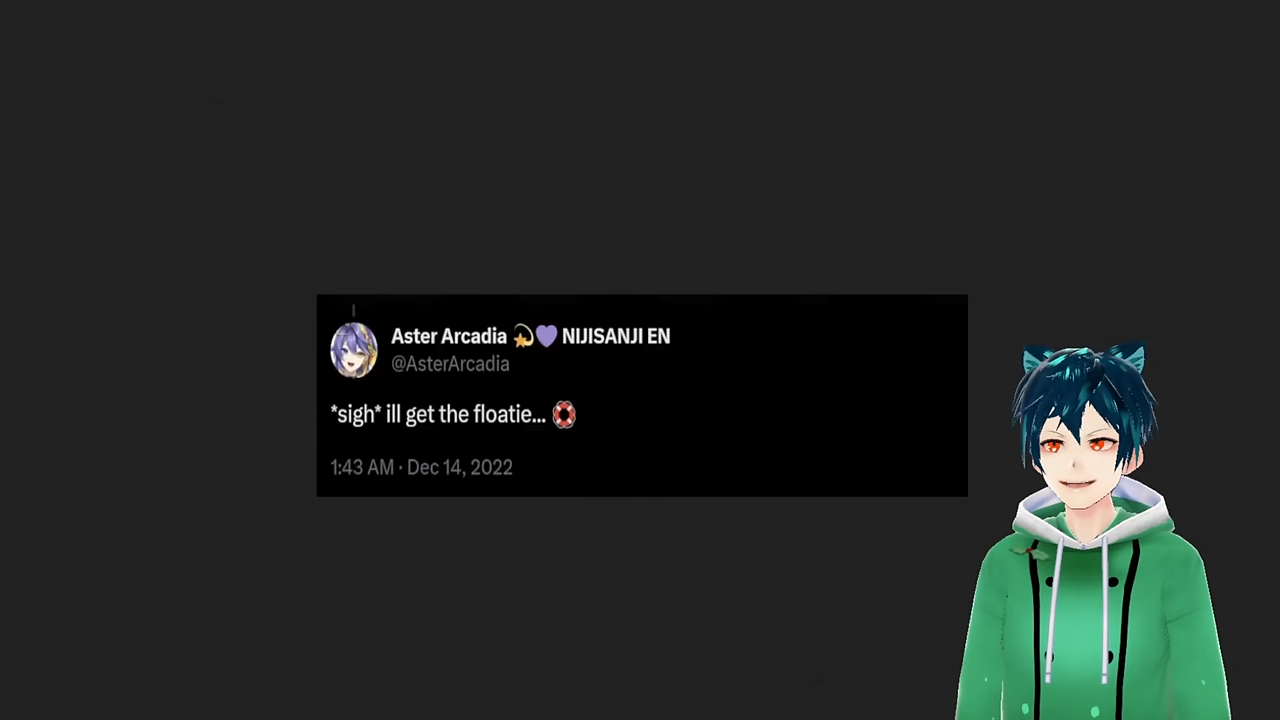 Aster Arcadia 💫💜 NIJISANJI EN
@AsterArcadia
*sigh* ill get the floatie... 🛟
1:43 AM · Dec 14, 2022